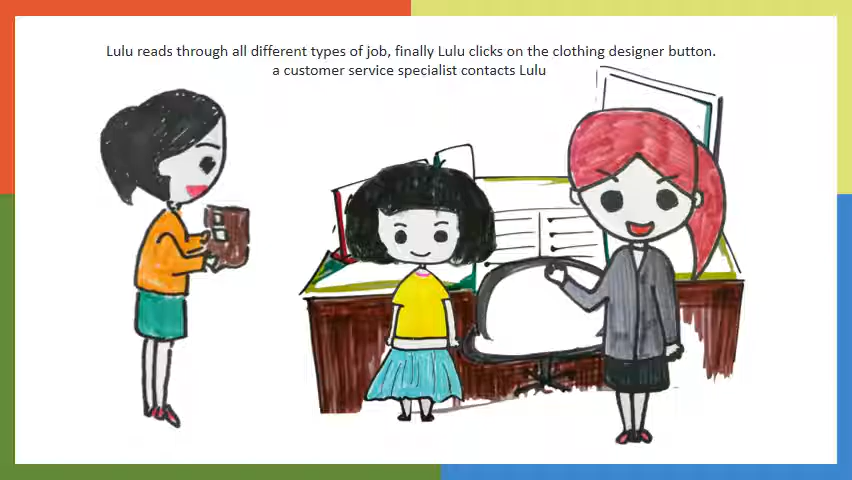 Lulu reads through all different types of job, finally Lulu clicks on the clothing designer button.
a customer service specialist contacts Lulu